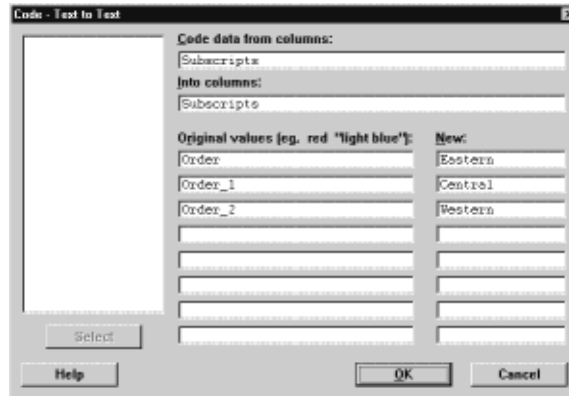 Code - Text to Text
Code data from columns:
Subscripts
Into columns:
Subscripts
Original values (eg, red "light blue"): New:
Order Eastern
Order_1 Central
Order_2 Western
Select
Help OK Cancel